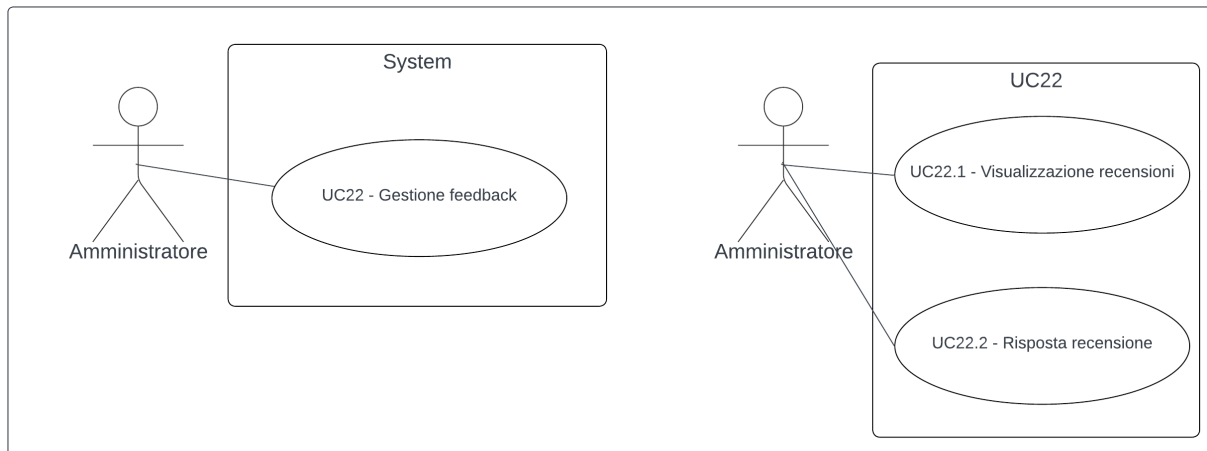 System
UC22 - Gestione feedback
Amministratore
UC22
UC22.1 - Visualizzazione recensioni
Amministratore
UC22.2 - Risposta recensione